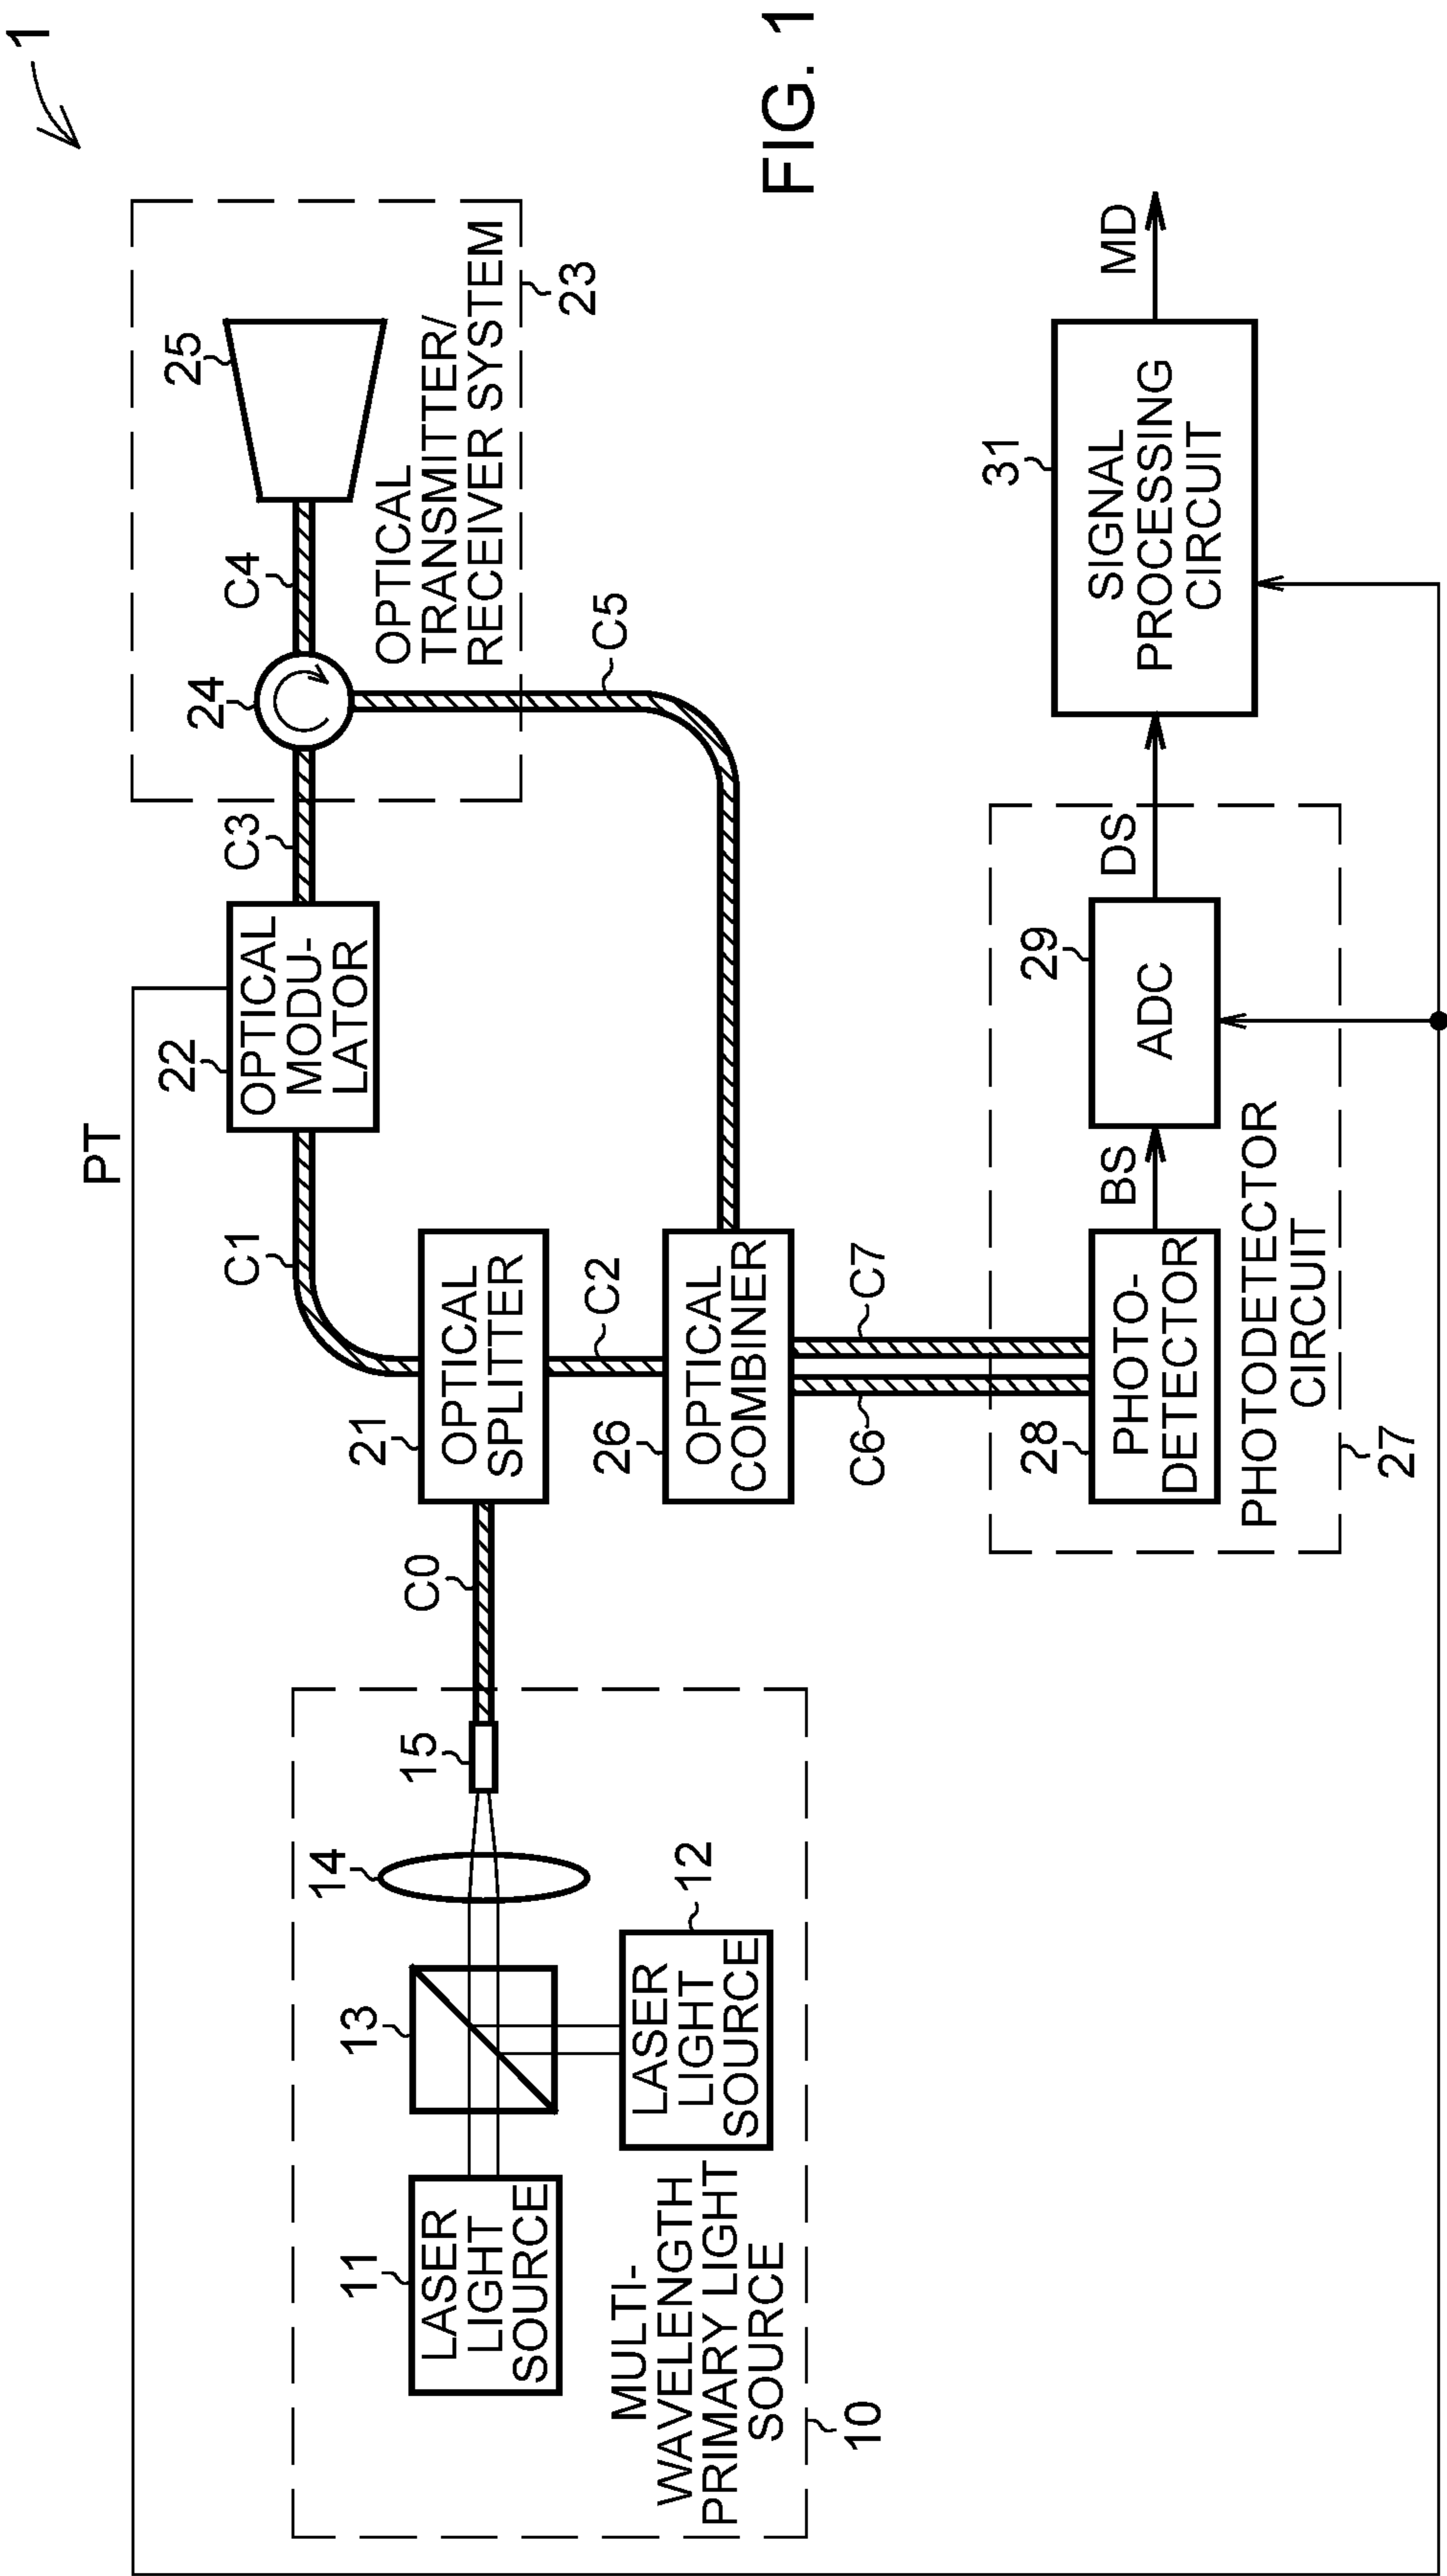 1
PT
22
OPTICAL
MODU-
LATOR
C1
C3
24
C4
25
OPTICAL
TRANSMITTER/
RECEIVER SYSTEM
23
11
LASER
LIGHT
SOURCE
13
14
15
12
LASER
LIGHT
SOURCE
MULTI-
WAVELENGTH
PRIMARY LIGHT
SOURCE
10
C0
21
OPTICAL
SPLITTER
C2
26
OPTICAL
COMBINER
C5
C6
C7
28
PHOTO-
DETECTOR
BS
29
ADC
DS
PHOTODETECTOR
CIRCUIT
27
31
SIGNAL
PROCESSING
CIRCUIT
MD
FIG. 1